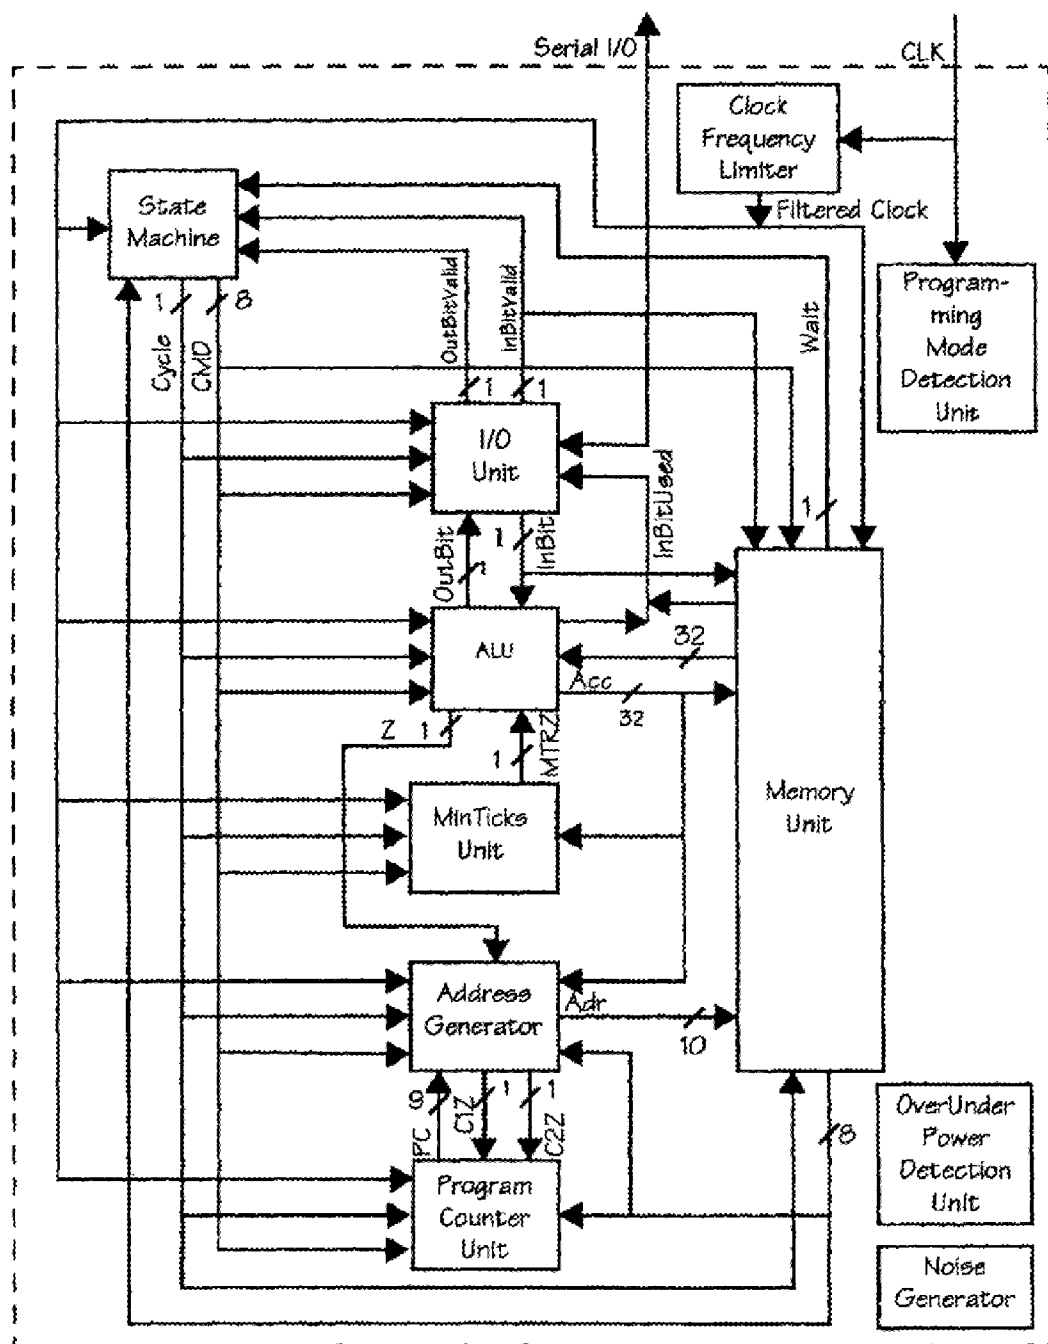 Serial I/O
CLK
Clock
Frequency
Limiter
Filtered Clock
State
Machine
Program-
ming
Mode
Detection
Unit
1
8
Cycle
CMD
OutBitValid
InBitValid
Wait
1
1
I/O
Unit
1
InBitUsed
OutBit
1
1
InBit
ALU
32
Acc
32
Z
1
1
MTRZ
MinTicks
Unit
Memory
Unit
Address
Generator
Adr
10
9
PC
C1Z
1
1
C2Z
8
Program
Counter
Unit
OverUnder
Power
Detection
Unit
Noise
Generator